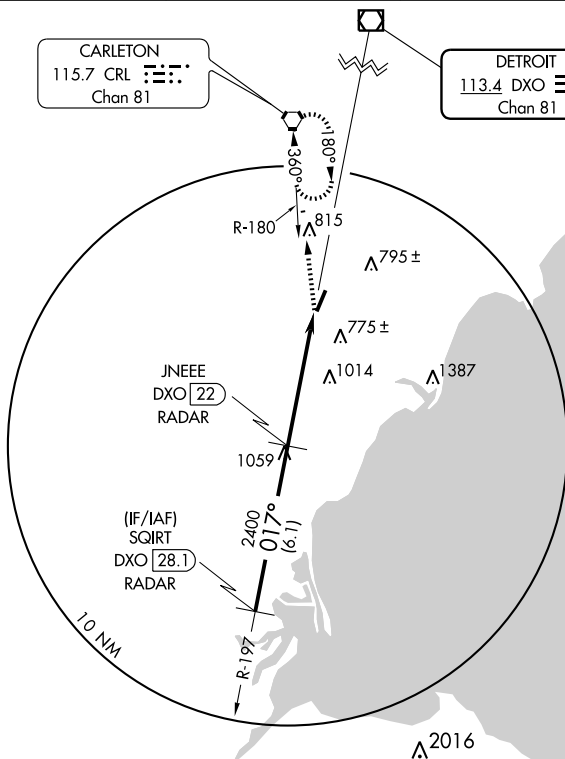 CARLETON
115.7 CRL
Chan 81
DETROIT
113.4 DXO
Chan 81
360°
180°
R-180
815
795 ±
775 ±
1014
1387
JNEEE
DXO 22
RADAR
1059
2400
017°
(6.1)
(IF/IAF)
SQIRT
DXO 28.1
RADAR
R-197
10 NM
2016